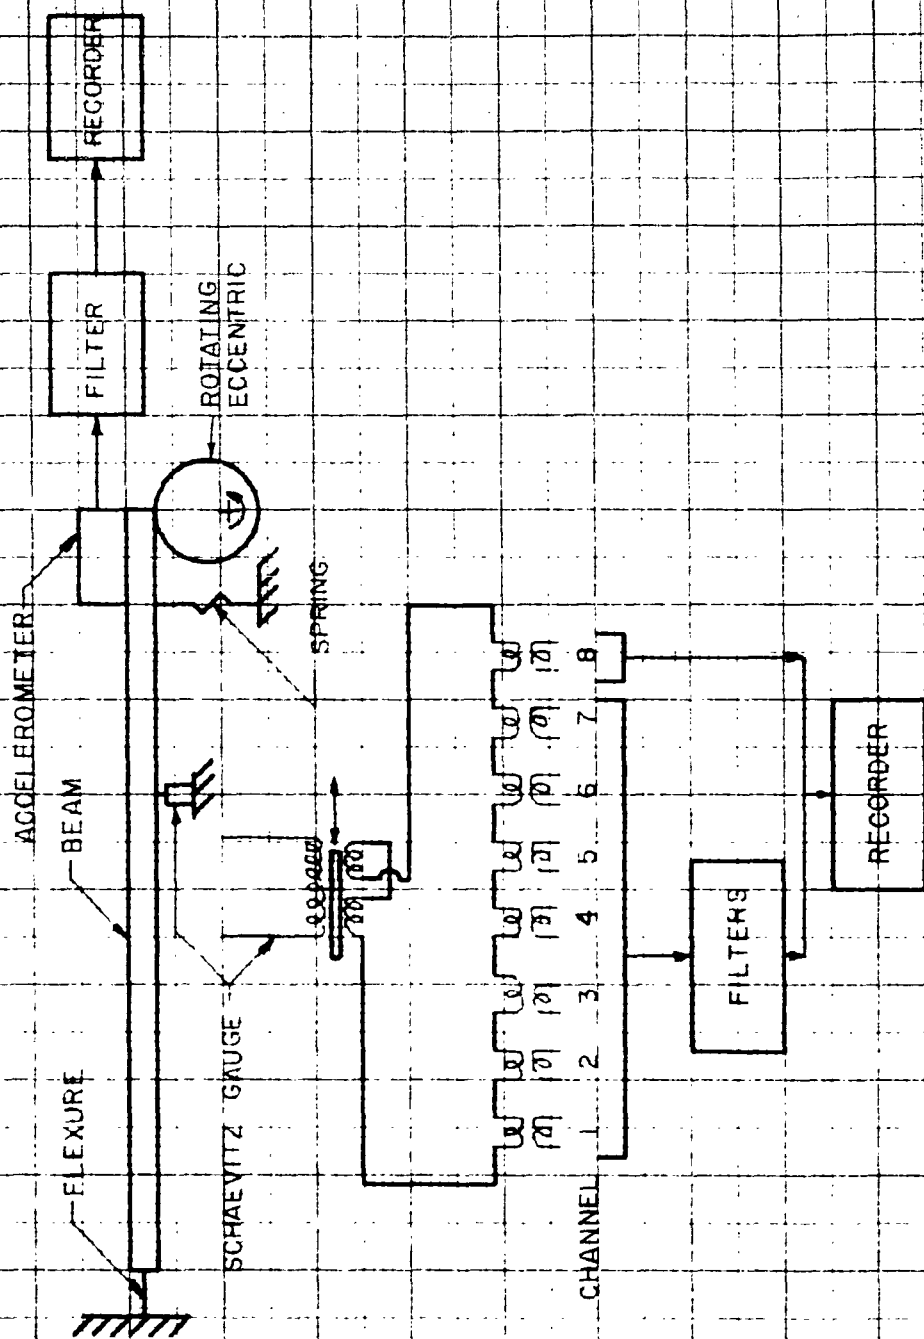 RECORDER
FILTER
ACCELEROMETER
ROTATING
ECCENTRIC
BEAM
SPRING
FLEXURE
SCHAEVITZ GAUGE
CHANNEL 1 2 3 4 5 6 7 8
FILTERS
RECORDER